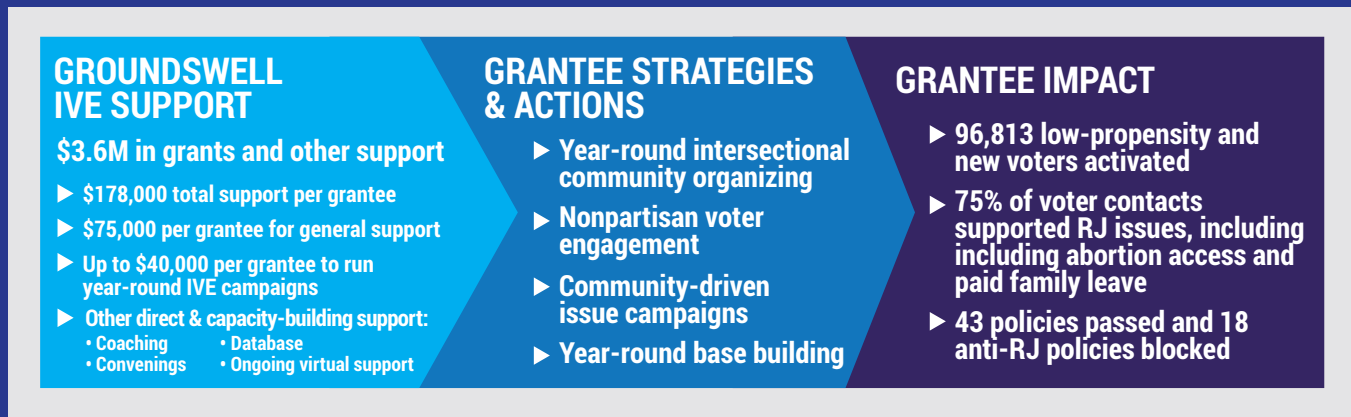 GROUNDSWELL
IVE SUPPORT
$3.6M in grants and other support
▶ $178,000 total support per grantee
▶ $75,000 per grantee for general support
▶ Up to $40,000 per grantee to run
year-round IVE campaigns
▶ Other direct & capacity-building support:
• Coaching • Database
• Convenings • Ongoing virtual support
GRANTEE STRATEGIES
& ACTIONS
▶ Year-round intersectional
community organizing
▶ Nonpartisan voter
engagement
▶ Community-driven
issue campaigns
▶ Year-round base building
GRANTEE IMPACT
▶ 96,813 low-propensity and
new voters activated
▶ 75% of voter contacts
supported RJ issues, including
including abortion access and
paid family leave
▶ 43 policies passed and 18
anti-RJ policies blocked